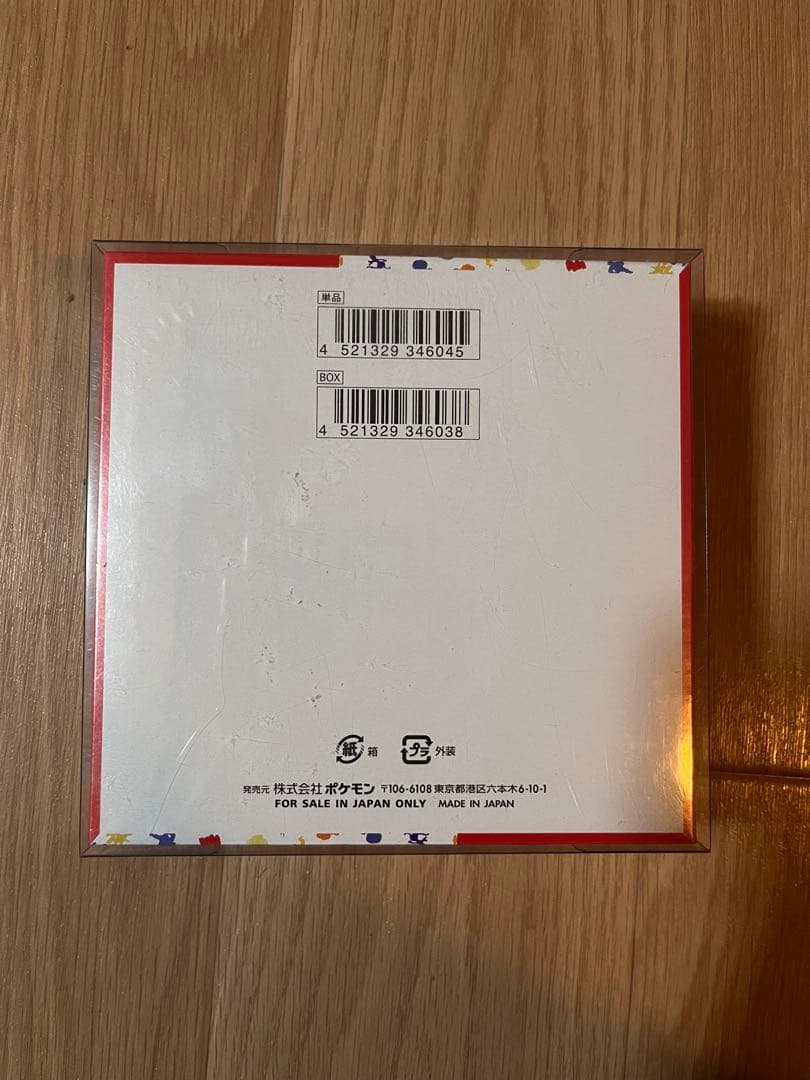 単品
4 521329 346045
BOX
4 521329 346038
紙 箱 プラ 外装
発売元 株式会社ポケモン 〒106-6108 東京都港区六本木6-10-1
FOR SALE IN JAPAN ONLY MADE IN JAPAN